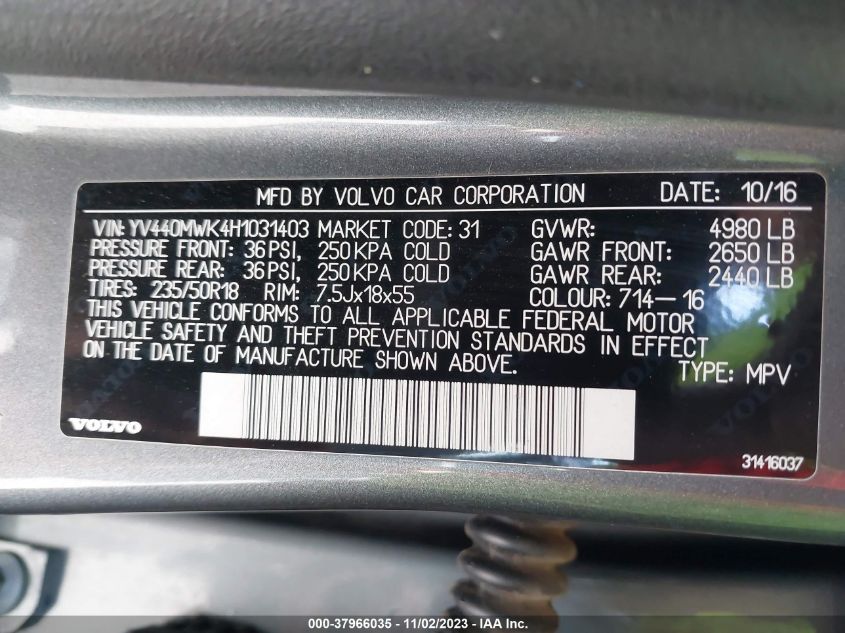 MFD BY VOLVO CAR CORPORATION DATE: 10/16
VIN: YV440MWK4H1031403 MARKET CODE: 31 GVWR: 4980 LB
PRESSURE FRONT: 36 PSI, 250 KPA COLD GAWR FRONT: 2650 LB
PRESSURE REAR: 36 PSI, 250 KPA COLD GAWR REAR: 2440 LB
TIRES: 235/50R18 RIM: 7.5Jx18x55 COLOUR: 714-16
THIS VEHICLE CONFORMS TO ALL APPLICABLE FEDERAL MOTOR
VEHICLE SAFETY AND THEFT PREVENTION STANDARDS IN EFFECT
ON THE DATE OF MANUFACTURE SHOWN ABOVE. TYPE: MPV
VOLVO
31416037
000-37966035 - 11/02/2023 - IAA Inc.